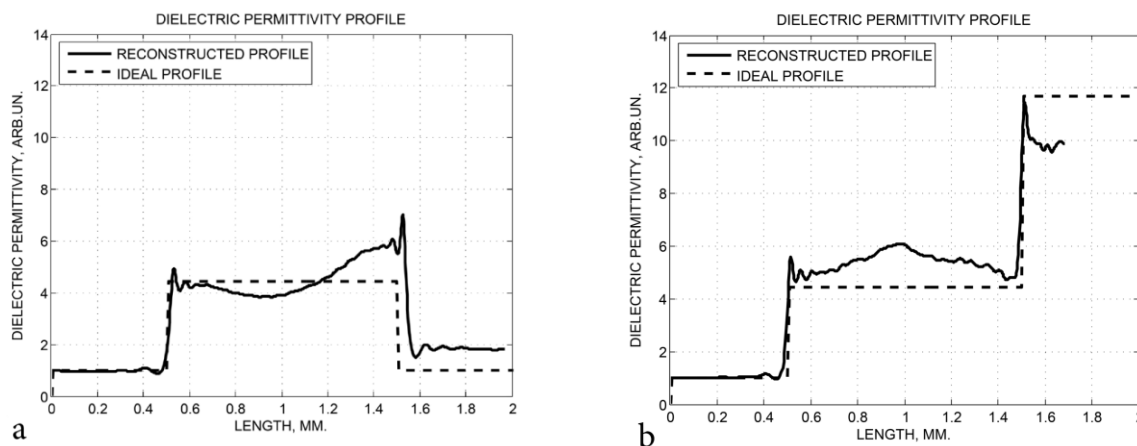 DIELECTRIC PERMITTIVITY PROFILE
14
12
10
8
6
4
2
0
DIELECTRIC PERMITTIVITY, ARB.UN.
RECONSTRUCTED PROFILE
IDEAL PROFILE
0 0.2 0.4 0.6 0.8 1 1.2 1.4 1.6 1.8 2
LENGTH, MM.
a
DIELECTRIC PERMITTIVITY PROFILE
14
12
10
8
6
4
2
0
DIELECTRIC PERMITTIVITY, ARB.UN.
RECONSTRUCTED PROFILE
IDEAL PROFILE
0 0.2 0.4 0.6 0.8 1 1.2 1.4 1.6 1.8
LENGTH, MM.
b